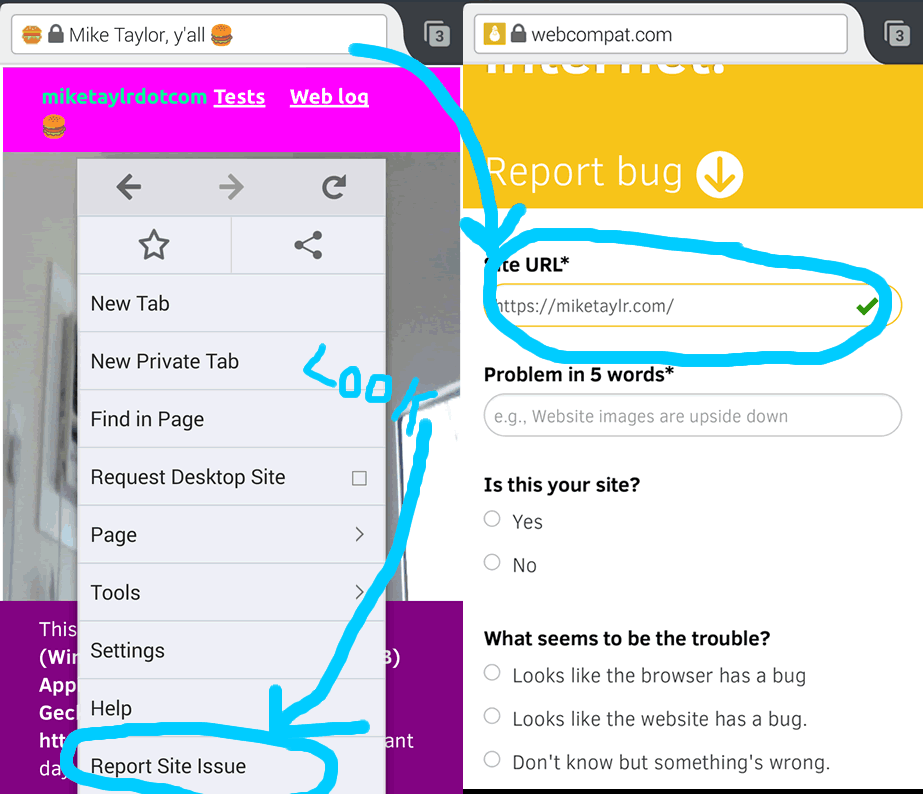 🍔🔒 Mike Taylor, y'all 🍔
3
miketaylrdotcom Tests Web log
🍔
New Tab
New Private Tab
LOOK
Find in Page
Request Desktop Site
Page
Tools
Settings
Help
Report Site Issue
This
(Win
3)
App
Geck
htt
ant
day
webcompat.com
3
internet.
Report bug
Site URL*
https://miketaylr.com/
Problem in 5 words*
e.g., Website images are upside down
Is this your site?
Yes
No
What seems to be the trouble?
Looks like the browser has a bug
Looks like the website has a bug.
Don't know but something's wrong.